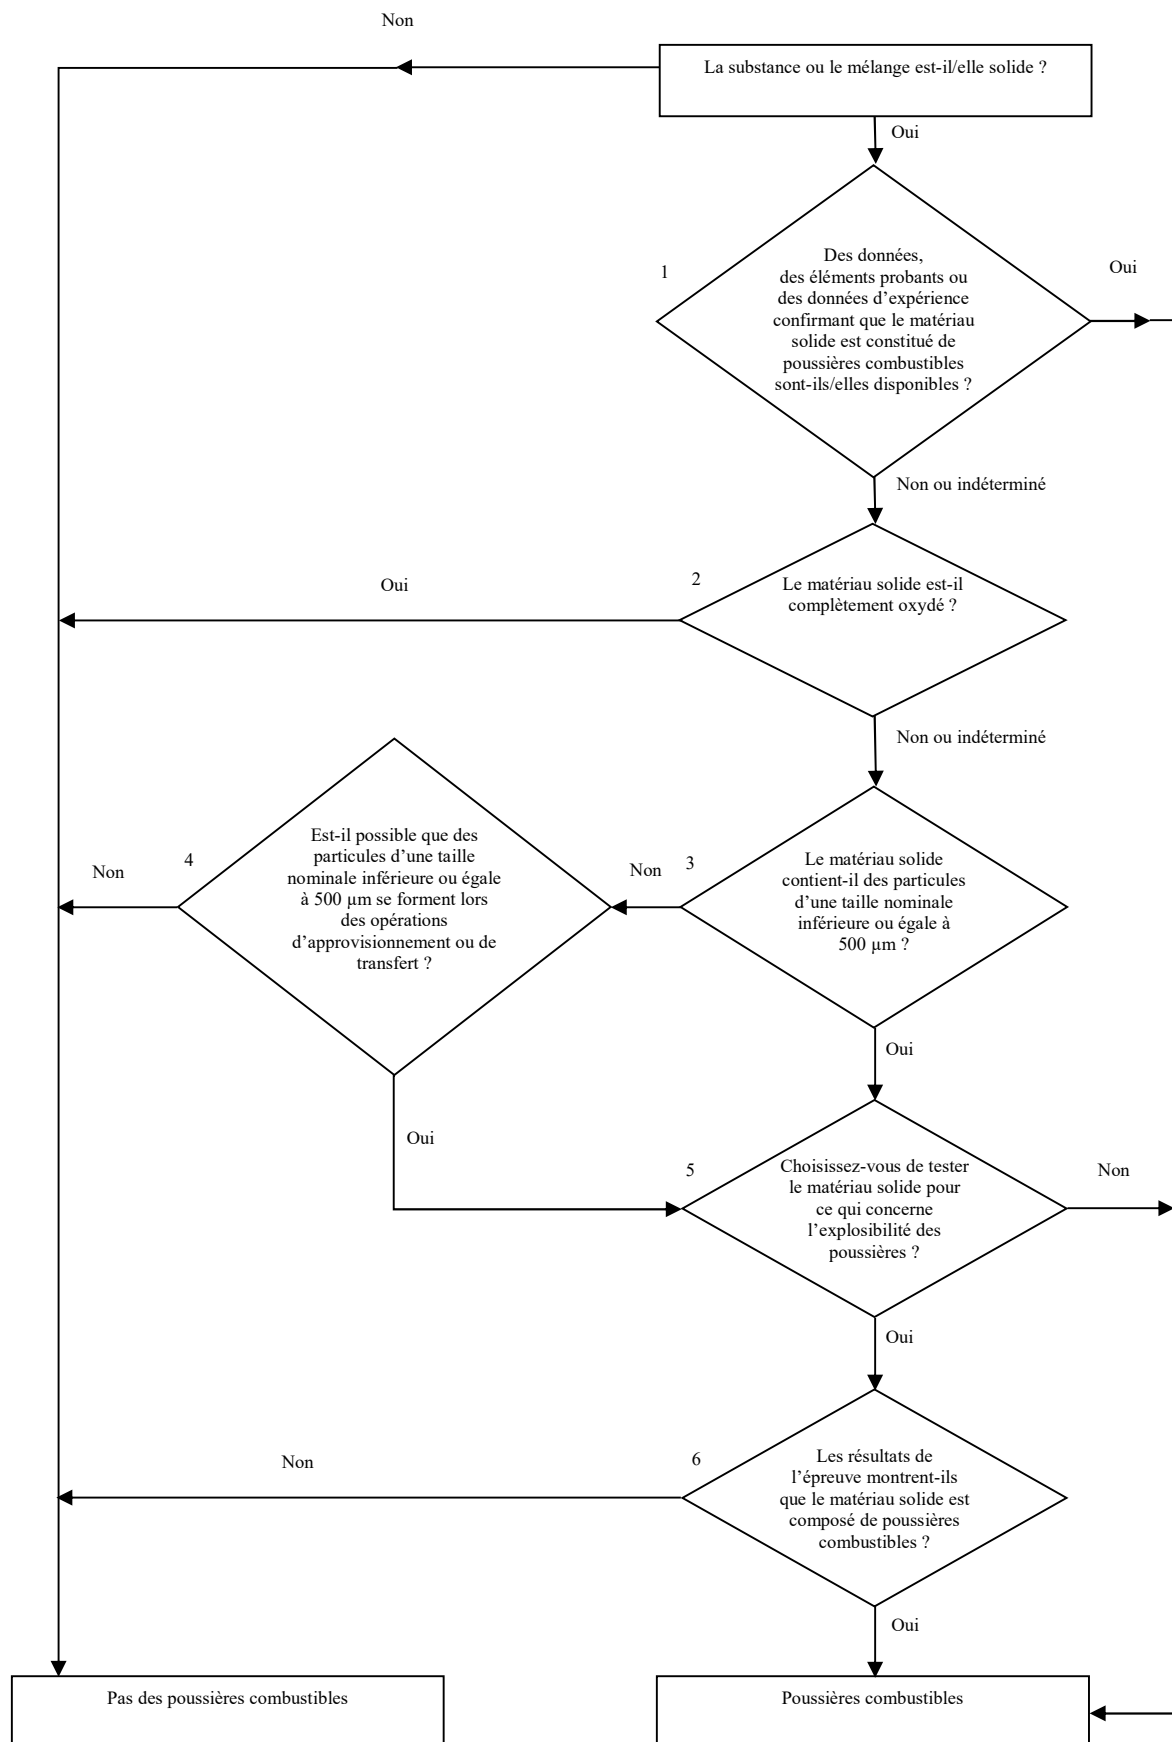 Non
La substance ou le mélange est-il/elle solide ?
Oui
1
Des données,
des éléments probants ou
des données d’expérience
confirmant que le matériau
solide est constitué de
poussières combustibles
sont-ils/elles disponibles ?
Oui
Non ou indéterminé
Oui
2
Le matériau solide est-il
complètement oxydé ?
Non ou indéterminé
Non
4
Est-il possible que des
particules d’une taille
nominale inférieure ou égale
à 500 µm se forment lors
des opérations
d’approvisionnement ou de
transfert ?
Non
3
Le matériau solide
contient-il des particules
d’une taille nominale
inférieure ou égale à
500 µm ?
Oui
Oui
5
Choisissez-vous de tester
le matériau solide pour
ce qui concerne
l’explosibilité des
poussières ?
Non
Oui
Non
6
Les résultats de
l’épreuve montrent-ils
que le matériau solide est
composé de poussières
combustibles ?
Oui
Pas des poussières combustibles
Poussières combustibles